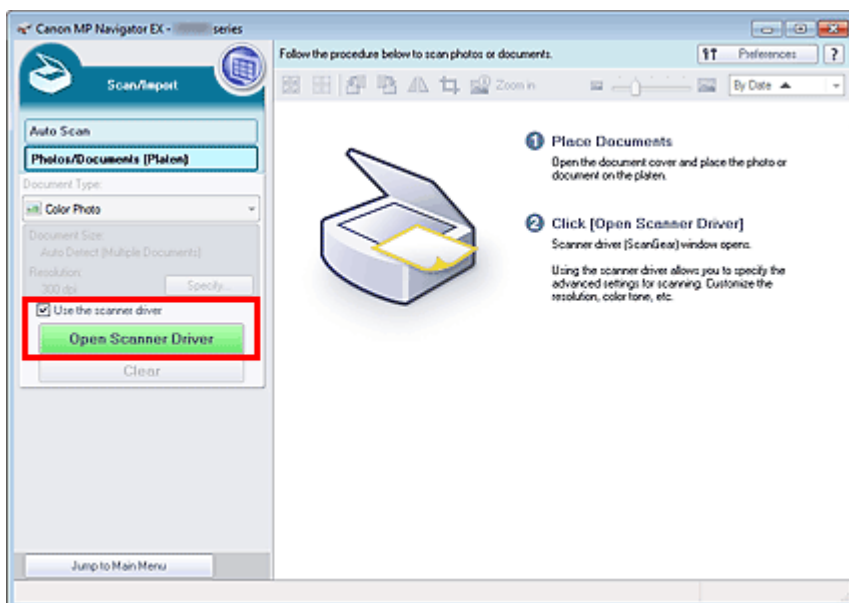 Canon MP Navigator EX - series
Scan/Import
Follow the procedure below to scan photos or documents.
Preferences
?
Zoom in
By Date
Auto Scan
Photos/Documents (Platen)
Document Type:
Color Photo
Document Size:
Auto Detect (Multiple Documents)
Resolution:
300 dpi
Specify...
Use the scanner driver
Open Scanner Driver
Clear
Jump to Main Menu
1 Place Documents
Open the document cover and place the photo or
document on the platen.
2 Click [Open Scanner Driver]
Scanner driver (ScanGear) window opens.
Using the scanner driver allows you to specify the
advanced settings for scanning. Customize the
resolution, color tone, etc.